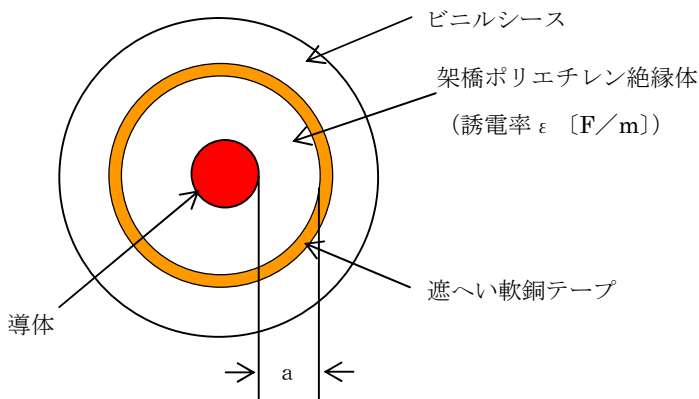 ビニルシース
架橋ポリエチレン絶縁体
（誘電率 ε 〔F／m〕）
遮へい軟銅テープ
導体
a